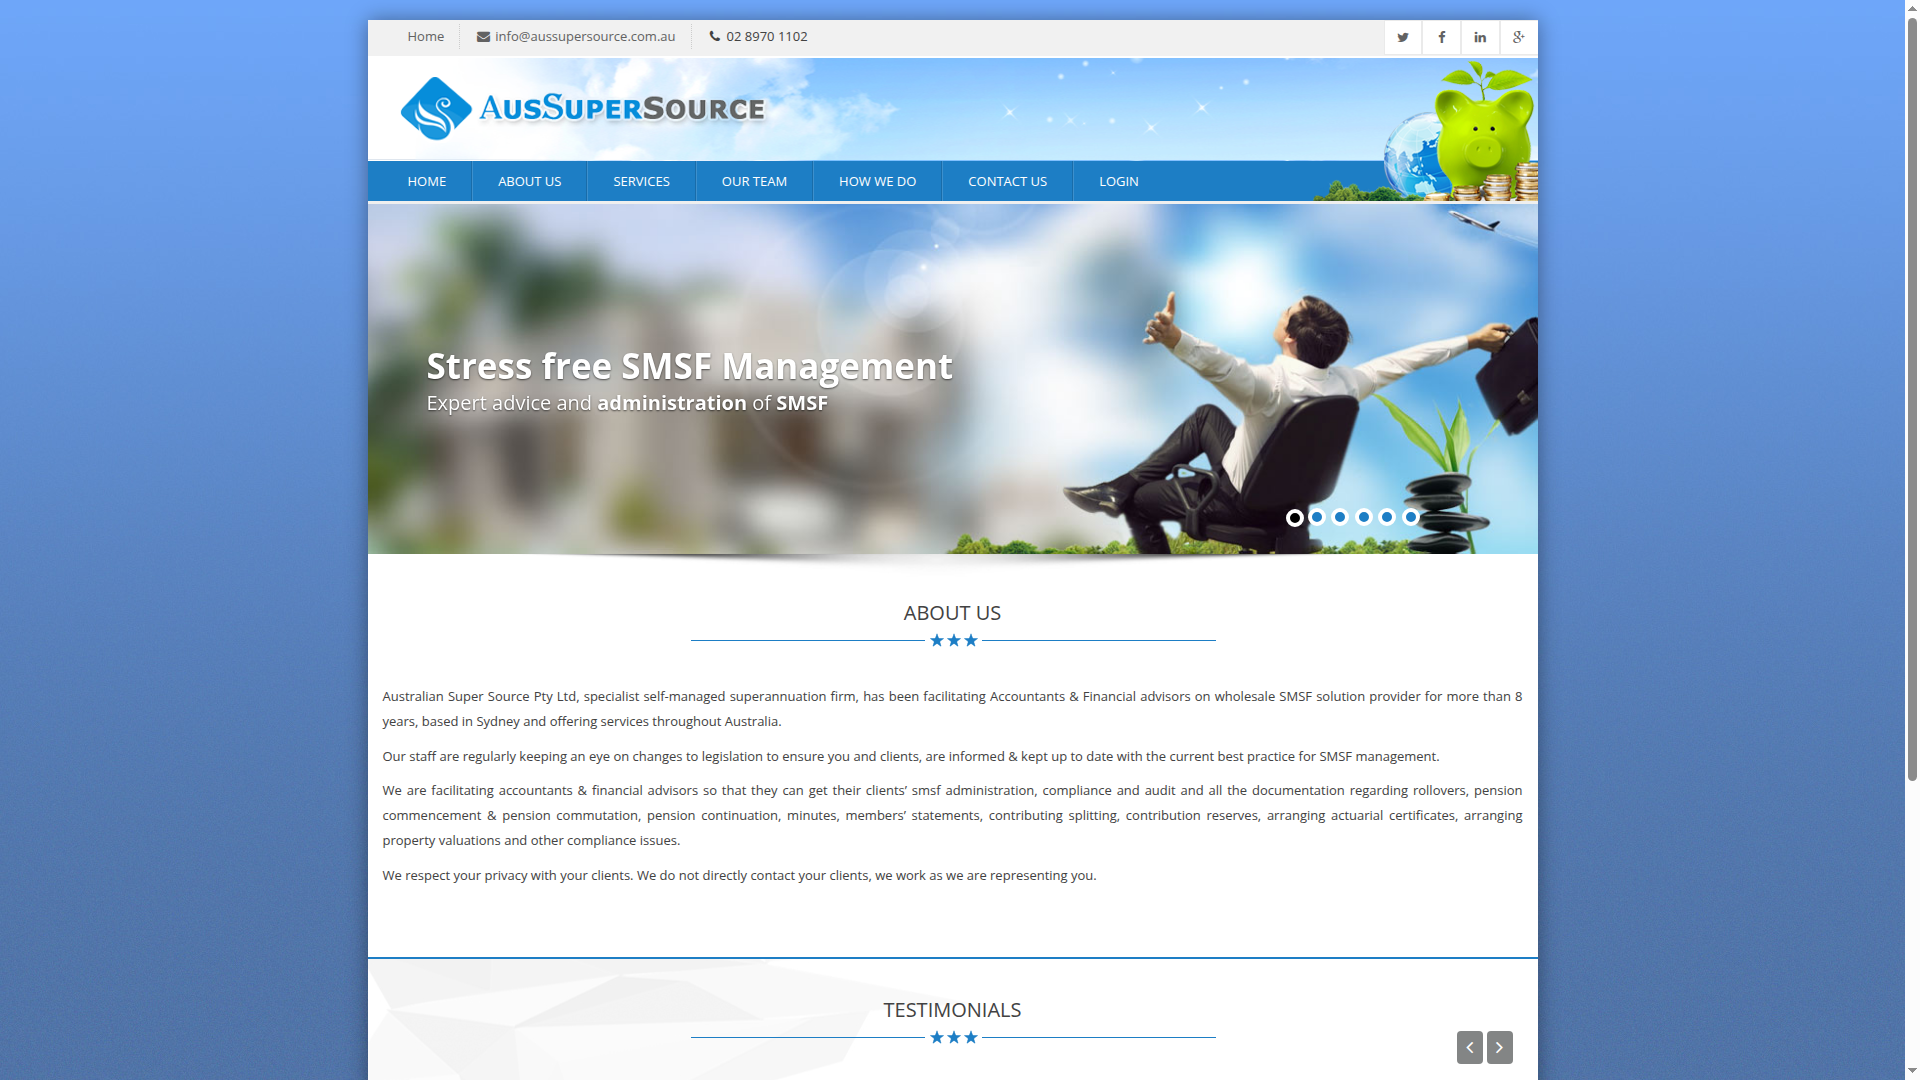 Home
info@aussupersource.com.au
02 8970 1102
AUSSUPERSOURCE
HOME
ABOUT US
SERVICES
OUR TEAM
HOW WE DO
CONTACT US
LOGIN
Stress free SMSF Management
Expert advice and administration of SMSF
ABOUT US
Australian Super Source Pty Ltd, specialist self-managed superannuation firm, has been facilitating Accountants & Financial advisors on wholesale SMSF solution provider for more than 8
years, based in Sydney and offering services throughout Australia.
Our staff are regularly keeping an eye on changes to legislation to ensure you and clients, are informed & kept up to date with the current best practice for SMSF management.
We are facilitating accountants & financial advisors so that they can get their clients’ smsf administration, compliance and audit and all the documentation regarding rollovers, pension
commencement & pension commutation, pension continuation, minutes, members’ statements, contributing splitting, contribution reserves, arranging actuarial certificates, arranging
property valuations and other compliance issues.
We respect your privacy with your clients. We do not directly contact your clients, we work as we are representing you.
TESTIMONIALS